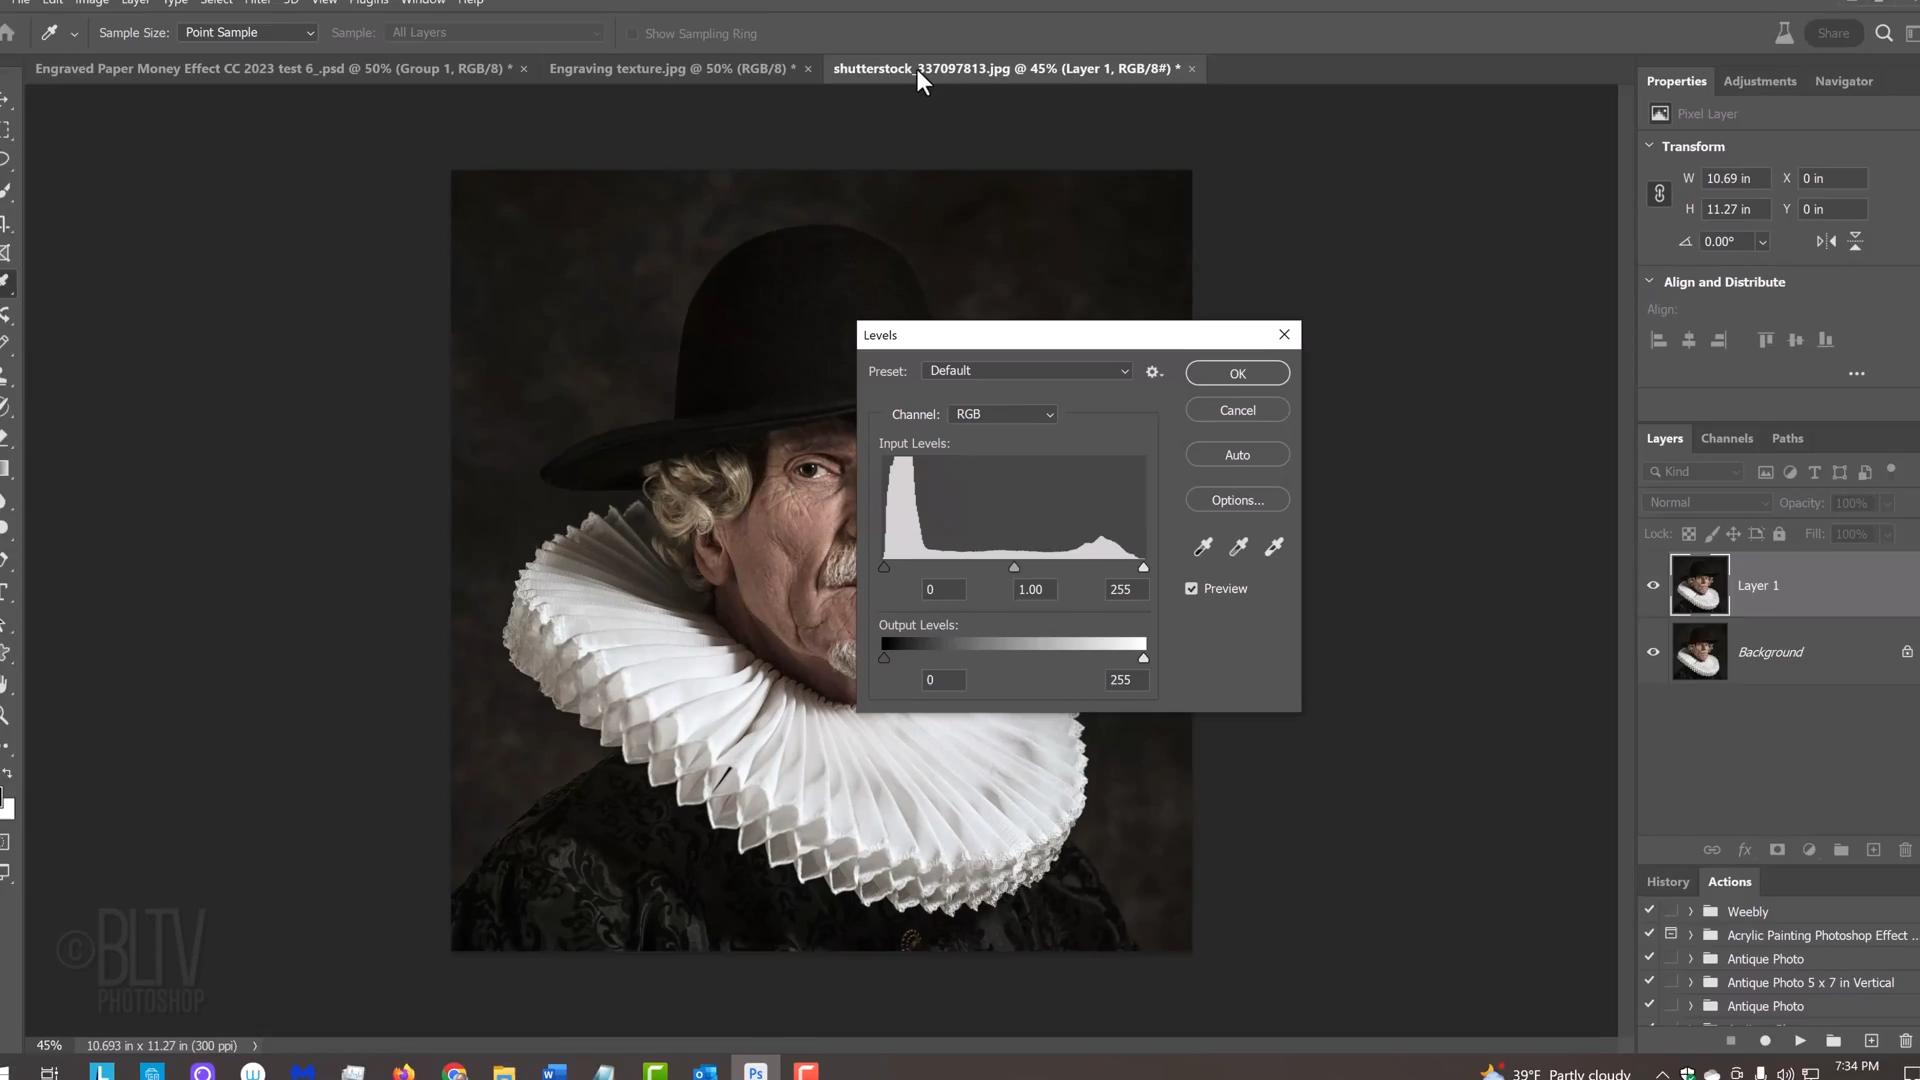 File Edit Image Layer Type Select Filter 3D View Plugins Window Help
Sample Size: Point Sample Sample: All Layers Show Sampling Ring Share
Engraved Paper Money Effect CC 2023 test 6_.psd @ 50% (Group 1, RGB/8) * × Engraving texture.jpg @ 50% (RGB/8) * × shutterstock_337097813.jpg @ 45% (Layer 1, RGB/8#) * ×
Properties Adjustments Navigator
Pixel Layer
Transform
W 10.69 in X 0 in
H 11.27 in Y 0 in
0.00°
Align and Distribute
Align:
Levels
Preset: Default OK
Cancel
Channel: RGB
Input Levels:
Auto
Options...
0 1.00 255
Preview
Output Levels:
0 255
Layers Channels Paths
Kind
Normal Opacity: 100%
Lock: Fill: 100%
Layer 1
Background
fx
History Actions
Weebly
Acrylic Painting Photoshop Effect ..
Antique Photo
Antique Photo 5 x 7 in Vertical
Antique Photo
© BLTV
PHOTOSHOP
45% 10.693 in x 11.27 in (300 ppi) >
Ps
39°F Partly cloudy
7:34 PM